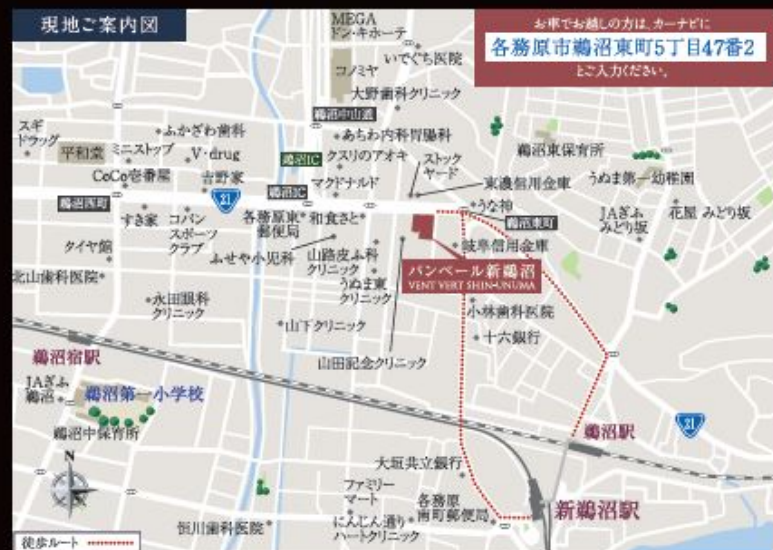 現地ご案内図
お車でお越しの方は、カーナビに
各務原市鵜沼東町5丁目47番2
とご入力ください。
MEGA
ドン・キホーテ
いでぐち医院
コノミヤ
大野歯科クリニック
鵜沼中山道
スギ
ドラッグ
ふかざわ歯科
あちわ内科胃腸科
平和堂
ミニストップ
V・drug
鵜沼IC
クスリのアオキ
ストック
ヤード
鵜沼東保育所
うぬま第一幼稚園
CoCo壱番屋
吉野家
鵜沼IC
マクドナルド
東濃信用金庫
鵜沼西町
21
うな神
鵜沼東町
JAぎふ
みどり坂
花屋 みどり坂
すき家
コパン
スポーツ
クラブ
各務原東
郵便局
和食さと
タイヤ館
ふせや小児科
山路皮ふ科
クリニック
岐阜信用金庫
バンベール新鵜沼
VENT VERT SHIN-UNUMA
北山歯科医院
うぬま東
クリニック
永田眼科
クリニック
小林歯科医院
山下クリニック
十六銀行
山田記念クリニック
鵜沼宿駅
JAぎふ
鵜沼
鵜沼第一小学校
鵜沼中保育所
鵜沼駅
21
N
大垣共立銀行
ファミリー
マート
各務原
南町郵便局
新鵜沼駅
恒川歯科医院
にんじん通り
ハートクリニック
徒歩ルート